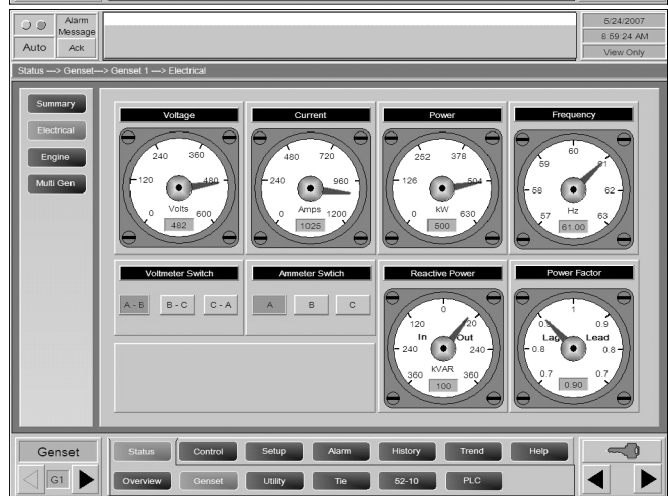 Alarm Message
Auto Ack
5/24/2007
8:59:24 AM
View Only
Status ---> Genset---> Genset 1 ---> Electrical
Summary
Electrical
Engine
Multi Gen
Voltage
0 120 240 360 480 600
Volts
482
Current
0 240 480 720 960 1200
Amps
1025
Power
0 126 252 378 504 630
kW
500
Frequency
57 58 59 60 61 62 63
Hz
61.00
Voltmeter Switch
A - B B - C C - A
Ammeter Swtich
A B C
Reactive Power
360 240 120 0 120 240 360
In Out
kVAR
100
Power Factor
0.7 0.8 0.9 1 0.9 0.8 0.7
Lag Lead
0.90
Genset
G1
Status Control Setup Alarm History Trend Help
Overview Genset Utility Tie 52-10 PLC